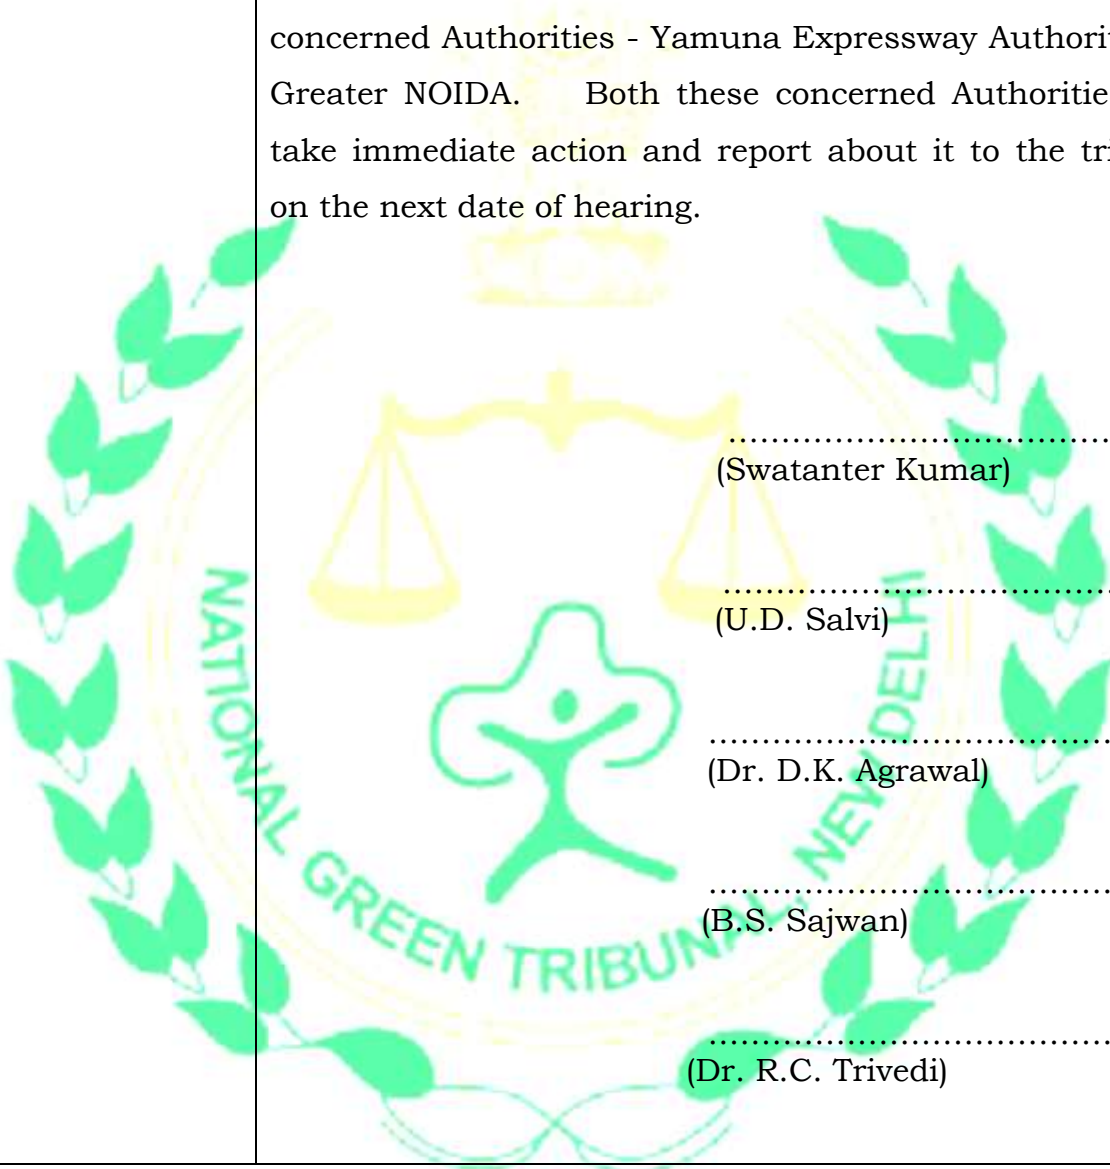 concerned Authorities - Yamuna Expressway Authorit
Greater NOIDA. Both these concerned Authoritie
take immediate action and report about it to the tri
on the next date of hearing.
........................................
(Swatanter Kumar)
........................................
(U.D. Salvi)
........................................
(Dr. D.K. Agrawal)
........................................
(B.S. Sajwan)
........................................
(Dr. R.C. Trivedi)
NATIONAL GREEN TRIBUNAL, NEW DELHI